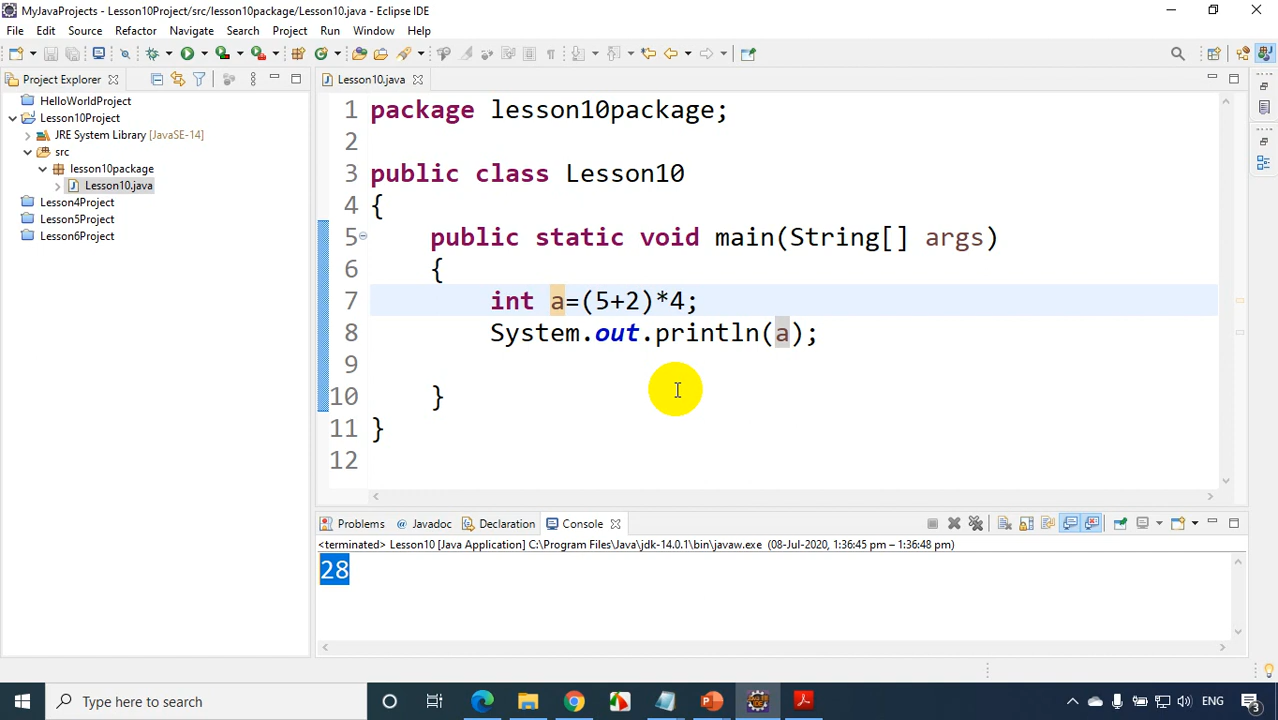 MyJavaProjects - Lesson10Project/src/lesson10package/Lesson10.java - Eclipse IDE
File Edit Source Refactor Navigate Search Project Run Window Help
Project Explorer
HelloWorldProject
Lesson10Project
JRE System Library [JavaSE-14]
src
lesson10package
Lesson10.java
Lesson4Project
Lesson5Project
Lesson6Project
Lesson10.java
1 package lesson10package;
2
3 public class Lesson10
4 {
5 public static void main(String[] args)
6 {
7 int a=(5+2)*4;
8 System.out.println(a);
9
10 }
11 }
12
Problems @ Javadoc Declaration Console
<terminated> Lesson10 [Java Application] C:\Program Files\Java\jdk-14.0.1\bin\javaw.exe (08-Jul-2020, 1:36:45 pm – 1:36:48 pm)
28
Type here to search
ENG
3